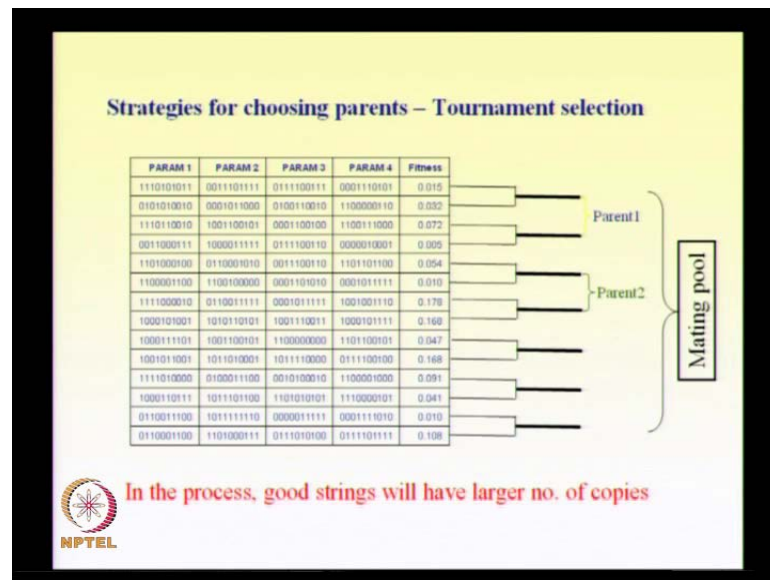 Strategies for choosing parents – Tournament selection
PARAM 1 PARAM 2 PARAM 3 PARAM 4 Fitness
1110101011 0011101111 0111100111 0001110101 0.015
0101010010 0001011000 0100110010 1100000110 0.032
1110110010 1001100101 0001100100 1100111000 0.072
0011000111 1000011111 0111100110 0000010001 0.005
1101000100 0110001010 0011100110 1101101100 0.054
1100001100 1100100000 0001101010 0001011111 0.010
1111000010 0110011111 0001011111 1001001110 0.178
1000101001 1010110101 1001110011 1000101111 0.160
1000111101 1001100101 1100000000 1101100101 0.047
1001011001 1011010001 1011110000 0111100100 0.168
1111010000 0100011100 0010100010 1100001000 0.091
1000110111 1011101100 1101010101 1110000101 0.041
0110011100 1011111110 0000011111 0001111010 0.010
0110001100 1101000111 0111010100 0111101111 0.108
Parent1
Parent2
Mating pool
In the process, good strings will have larger no. of copies
NPTEL